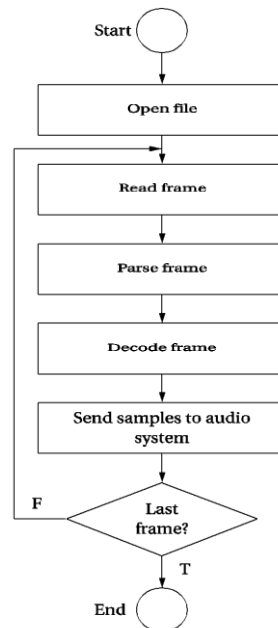 Start
Open file
Read frame
Parse frame
Decode frame
Send samples to audio
system
Last
frame?
F
T
End